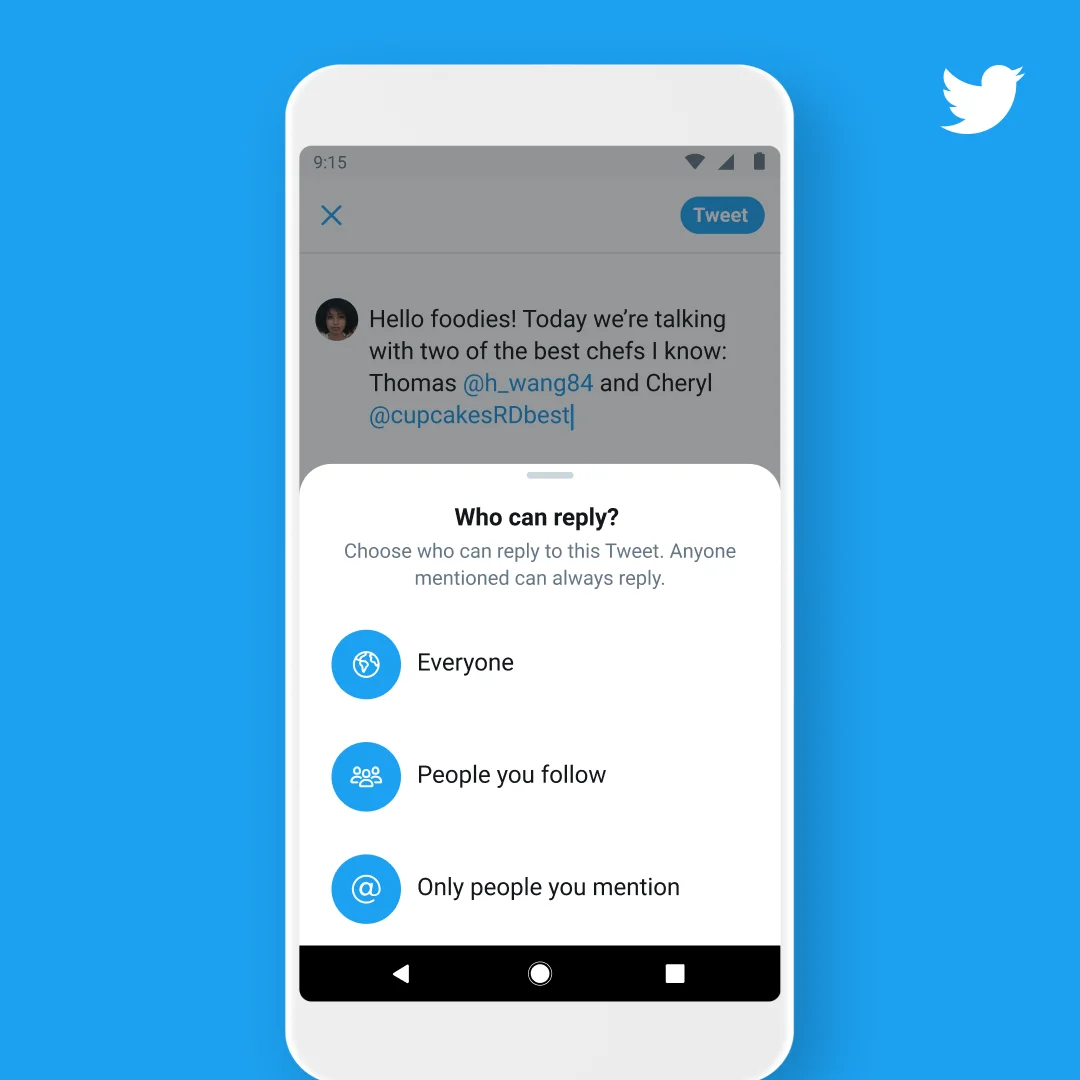 9:15
Tweet
Hello foodies! Today we’re talking
with two of the best chefs I know:
Thomas @h_wang84 and Cheryl
@cupcakesRDbest
Who can reply?
Choose who can reply to this Tweet. Anyone
mentioned can always reply.
Everyone
People you follow
@
Only people you mention